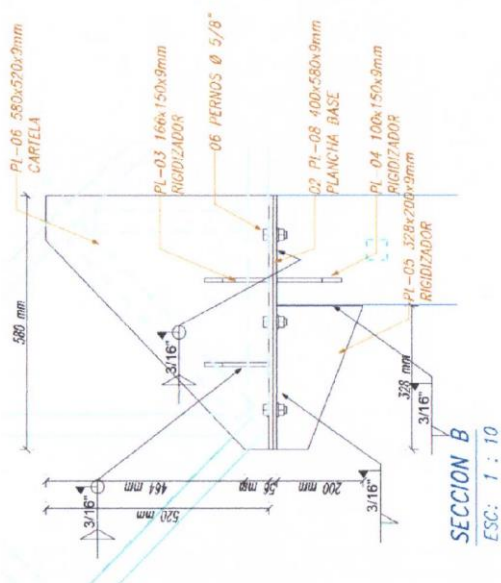 PL-06 580x520x9mm
CARTELA
PL-03 166x150x9mm
RIGIDIZADOR
06 PERNOS Ø 5/8"
02 PL-08 400x580x9mm
PLANCHA BASE
PL-04 100x150x9mm
RIGIDIZADOR
PL-05 328x200x9mm
RIGIDIZADOR
580 mm
328 mm
3/16"
3/16"
3/16"
3/16"
464 mm
56 mm
200 mm
520 mm
SECCION B
ESC: 1 : 10